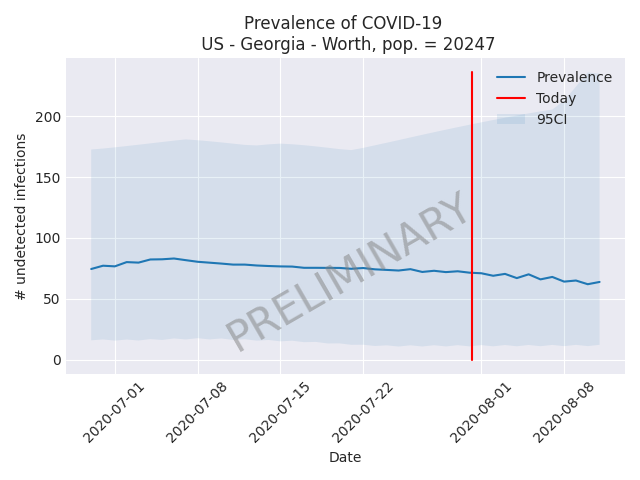 Prevalence of COVID-19
US - Georgia - Worth, pop. = 20247
Prevalence
Today
95CI
200
150
100
50
0
# undetected infections
PRELIMINARY
2020-07-01
2020-07-08
2020-07-15
2020-07-22
2020-08-01
2020-08-08
Date